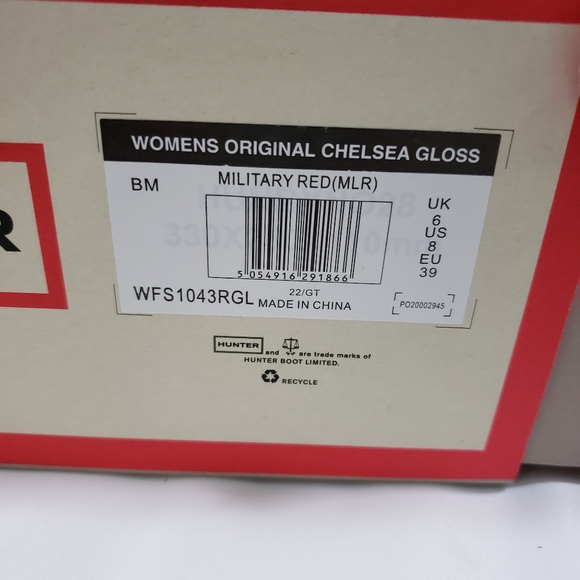 R
WOMENS ORIGINAL CHELSEA GLOSS
BM
MILITARY RED(MLR)
UK
6
US
8
EU
39
5 054916 291866
22/GT
WFS1043RGL MADE IN CHINA
PO20002945
HUNTER and are trade marks of
HUNTER BOOT LIMITED.
RECYCLE